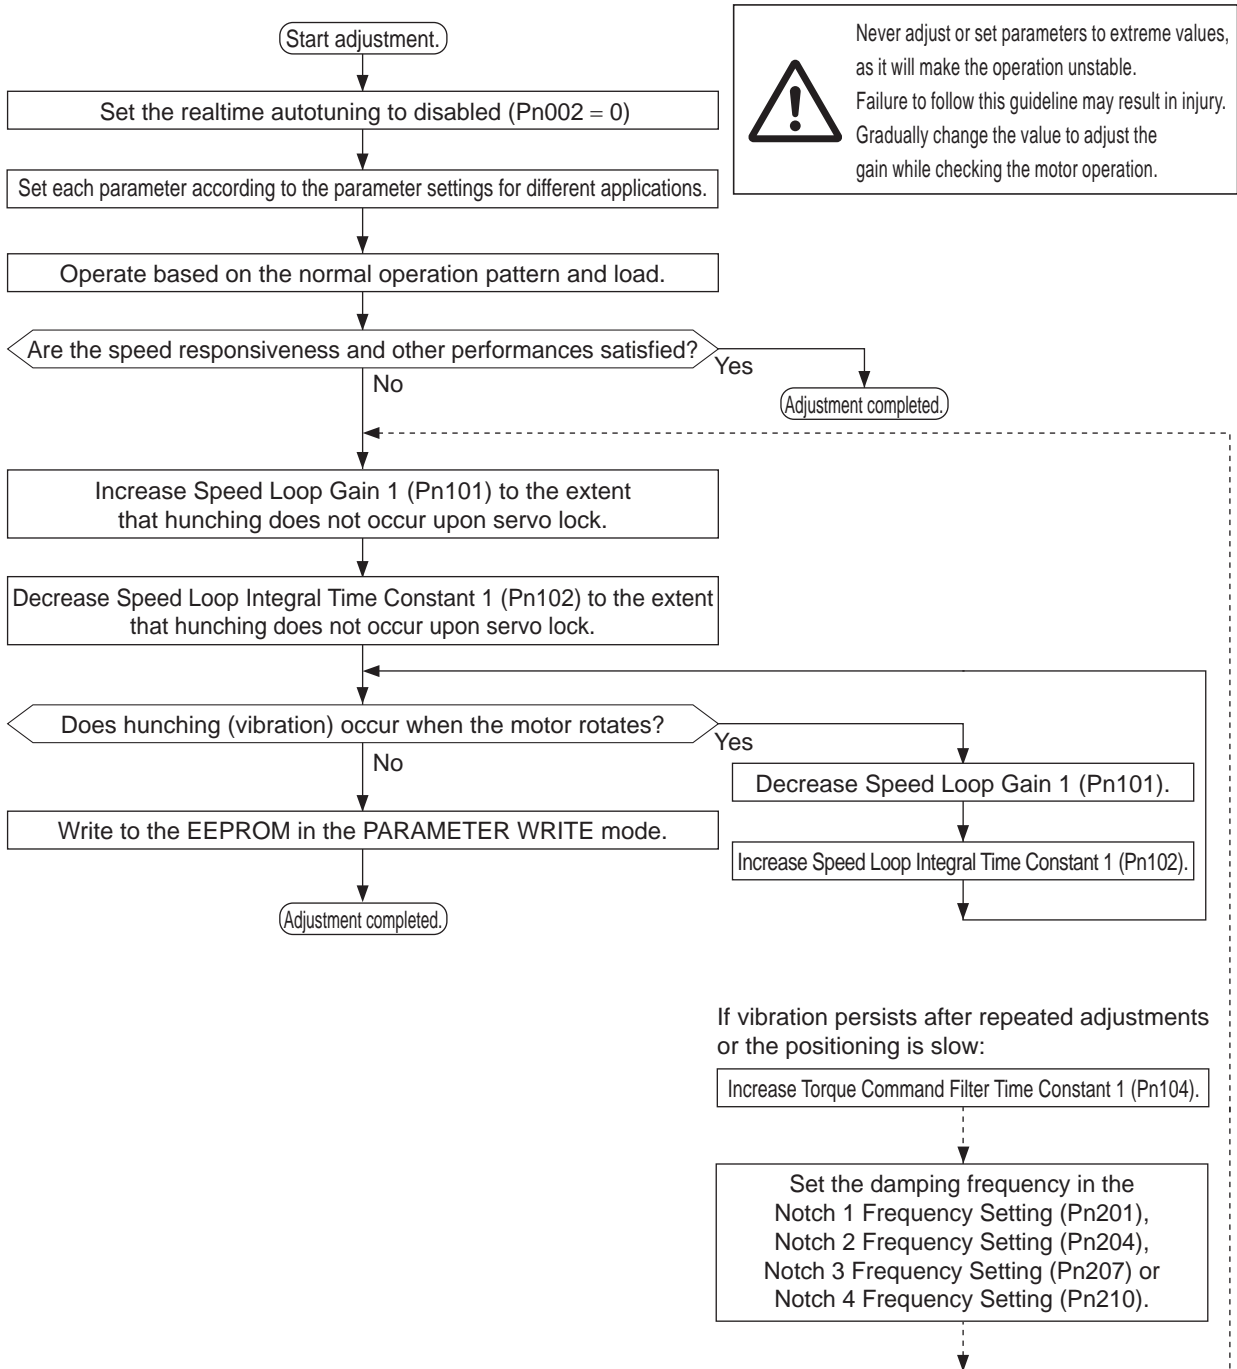 Start adjustment.
Never adjust or set parameters to extreme values,
as it will make the operation unstable.
Failure to follow this guideline may result in injury.
Gradually change the value to adjust the
gain while checking the motor operation.
Set the realtime autotuning to disabled (Pn002 = 0)
Set each parameter according to the parameter settings for different applications.
Operate based on the normal operation pattern and load.
Are the speed responsiveness and other performances satisfied?
Yes
No
Adjustment completed.
Increase Speed Loop Gain 1 (Pn101) to the extent
that hunching does not occur upon servo lock.
Decrease Speed Loop Integral Time Constant 1 (Pn102) to the extent
that hunching does not occur upon servo lock.
Does hunching (vibration) occur when the motor rotates?
Yes
No
Decrease Speed Loop Gain 1 (Pn101).
Write to the EEPROM in the PARAMETER WRITE mode.
Increase Speed Loop Integral Time Constant 1 (Pn102).
Adjustment completed.
If vibration persists after repeated adjustments
or the positioning is slow:
Increase Torque Command Filter Time Constant 1 (Pn104).
Set the damping frequency in the
Notch 1 Frequency Setting (Pn201),
Notch 2 Frequency Setting (Pn204),
Notch 3 Frequency Setting (Pn207) or
Notch 4 Frequency Setting (Pn210).